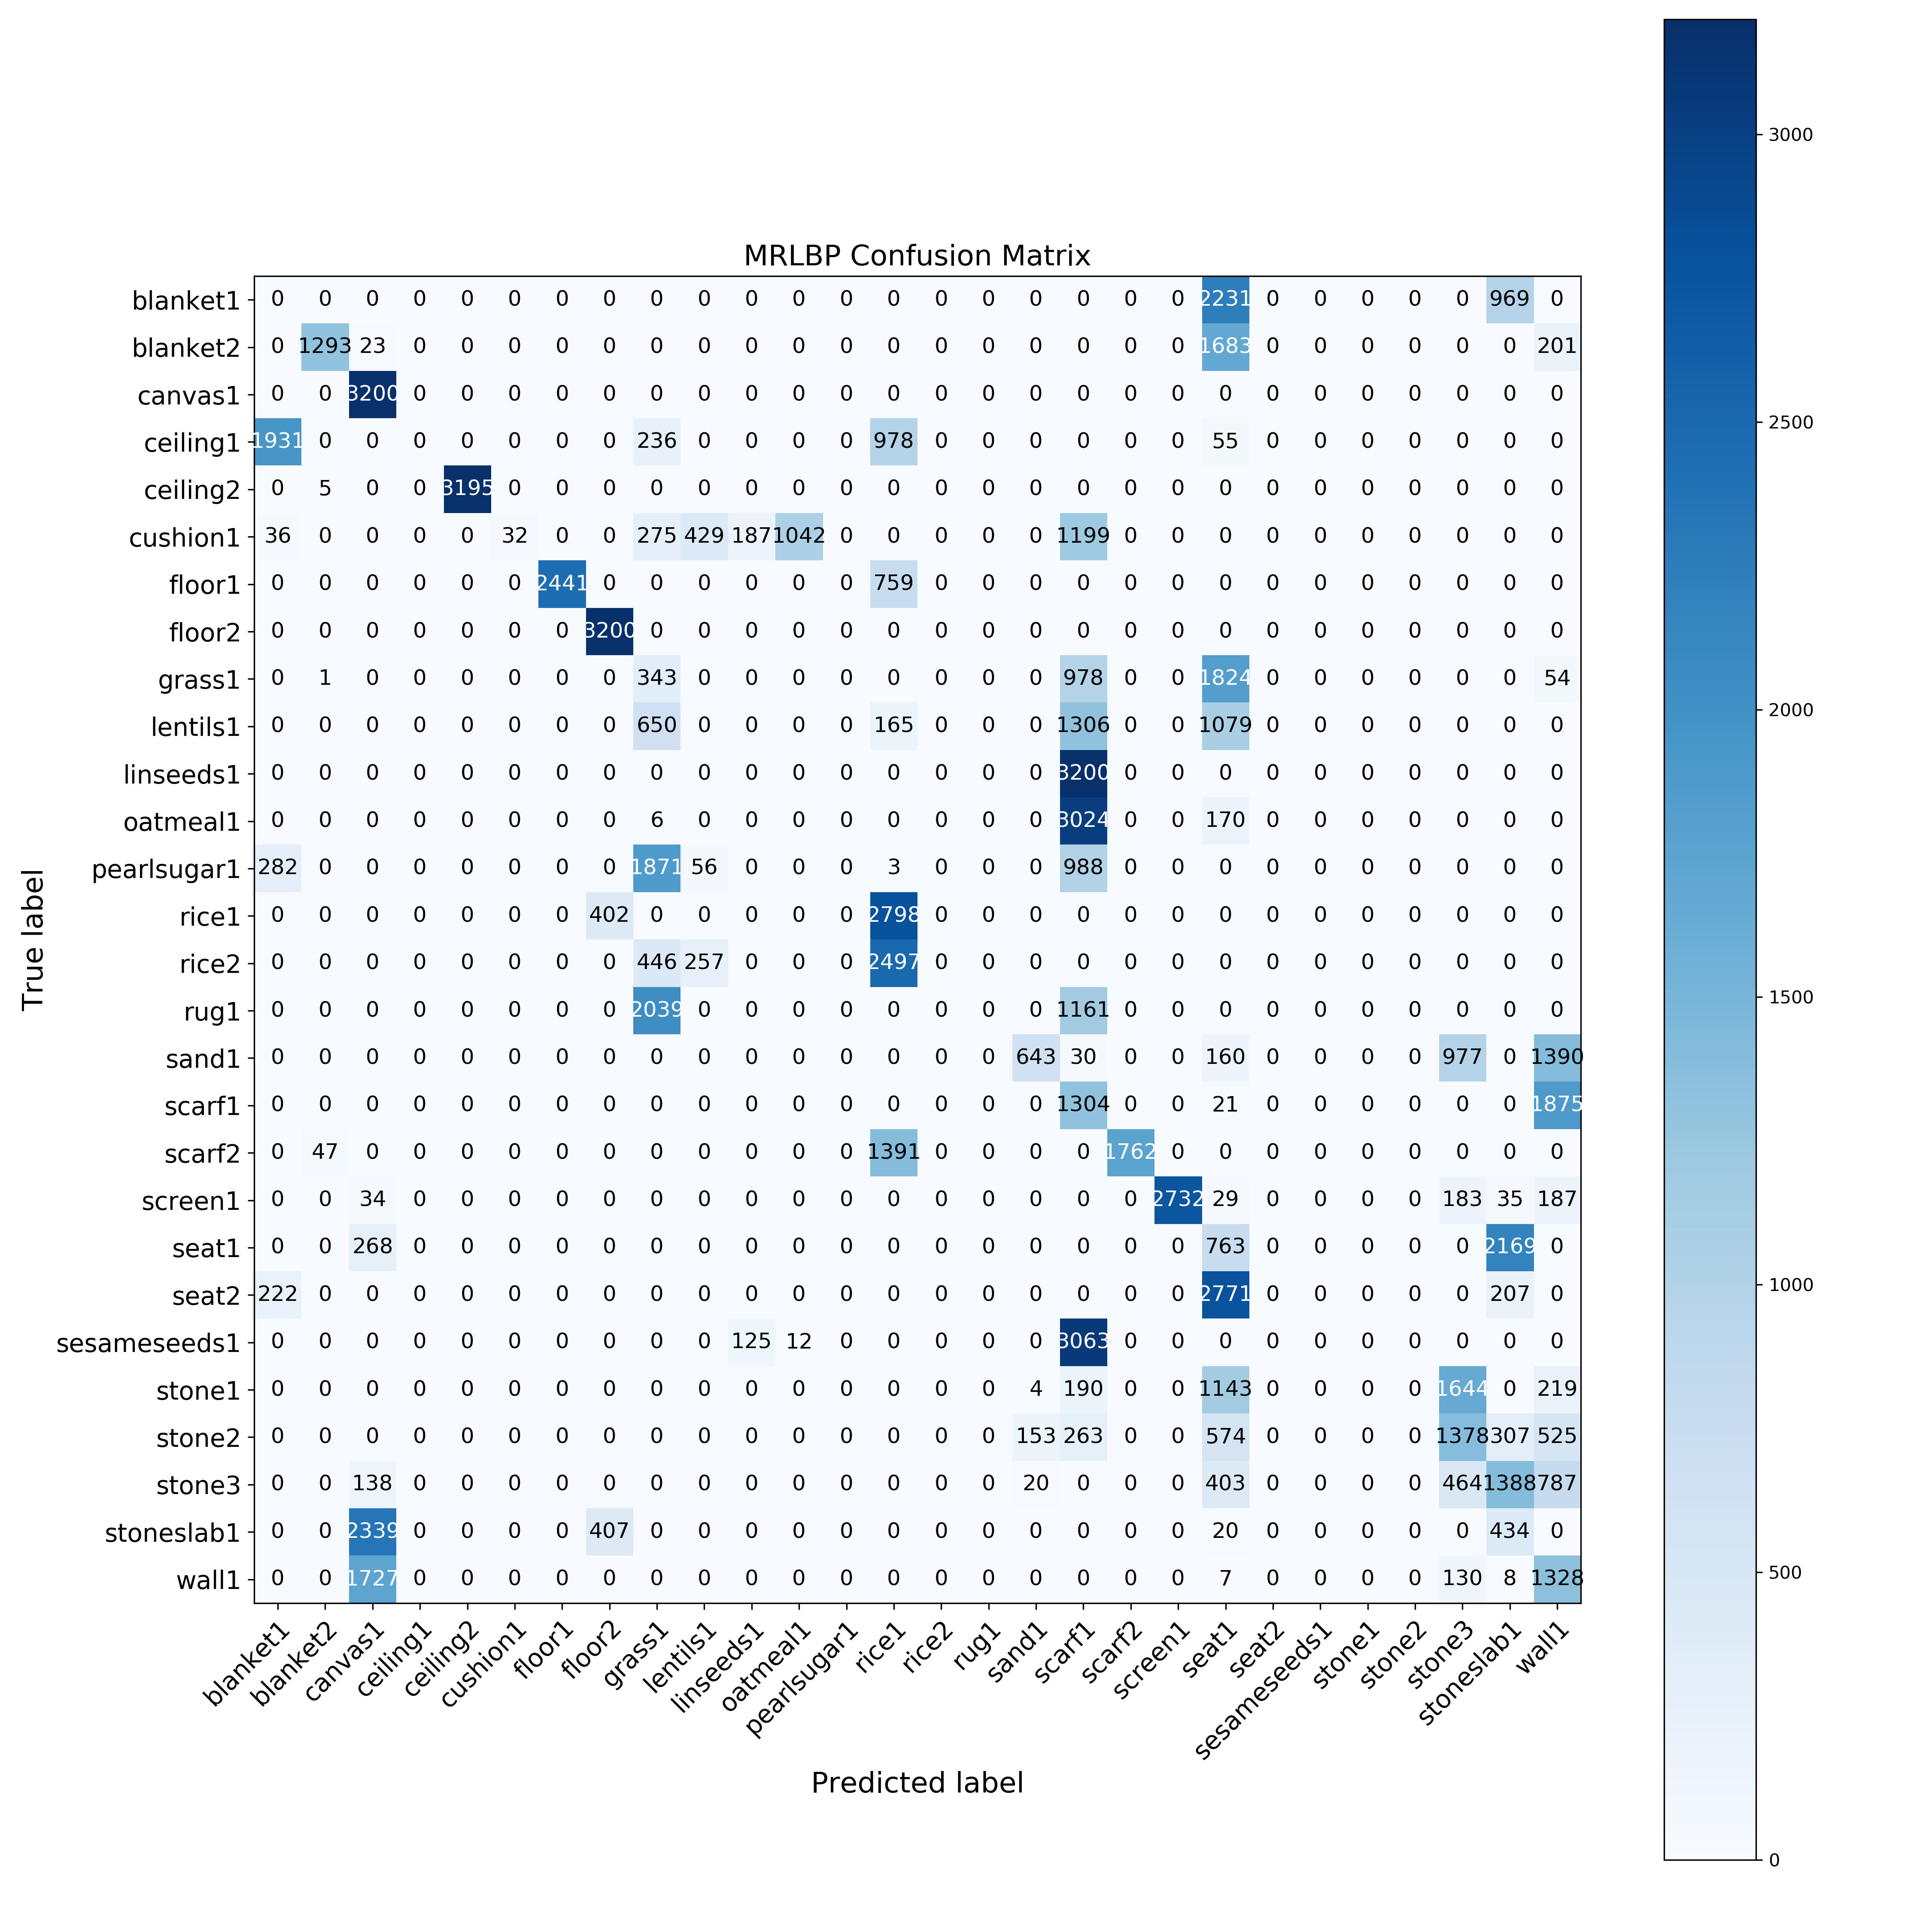 MRLBP Confusion Matrix
True label
blanket1 0 0 0 0 0 0 0 0 0 0 0 0 0 0 0 0 0 0 0 0 2231 0 0 0 0 0 969 0
blanket2 0 1293 23 0 0 0 0 0 0 0 0 0 0 0 0 0 0 0 0 0 1683 0 0 0 0 0 0 201
canvas1 0 0 3200 0 0 0 0 0 0 0 0 0 0 0 0 0 0 0 0 0 0 0 0 0 0 0 0 0
ceiling1 1931 0 0 0 0 0 0 0 236 0 0 0 0 978 0 0 0 0 0 0 55 0 0 0 0 0 0 0
ceiling2 0 5 0 0 3195 0 0 0 0 0 0 0 0 0 0 0 0 0 0 0 0 0 0 0 0 0 0 0
cushion1 36 0 0 0 0 32 0 0 275 429 187 1042 0 0 0 0 0 1199 0 0 0 0 0 0 0 0 0 0
floor1 0 0 0 0 0 0 2441 0 0 0 0 0 0 759 0 0 0 0 0 0 0 0 0 0 0 0 0 0
floor2 0 0 0 0 0 0 0 3200 0 0 0 0 0 0 0 0 0 0 0 0 0 0 0 0 0 0 0 0
grass1 0 1 0 0 0 0 0 0 343 0 0 0 0 0 0 0 0 978 0 0 1824 0 0 0 0 0 0 54
lentils1 0 0 0 0 0 0 0 0 650 0 0 0 0 165 0 0 0 1306 0 0 1079 0 0 0 0 0 0 0
linseeds1 0 0 0 0 0 0 0 0 0 0 0 0 0 0 0 0 0 3200 0 0 0 0 0 0 0 0 0 0
oatmeal1 0 0 0 0 0 0 0 0 6 0 0 0 0 0 0 0 0 3024 0 0 170 0 0 0 0 0 0 0
pearlsugar1 282 0 0 0 0 0 0 0 1871 56 0 0 0 3 0 0 0 988 0 0 0 0 0 0 0 0 0 0
rice1 0 0 0 0 0 0 0 402 0 0 0 0 0 2798 0 0 0 0 0 0 0 0 0 0 0 0 0 0
rice2 0 0 0 0 0 0 0 0 446 257 0 0 0 2497 0 0 0 0 0 0 0 0 0 0 0 0 0 0
rug1 0 0 0 0 0 0 0 0 2039 0 0 0 0 0 0 0 0 1161 0 0 0 0 0 0 0 0 0 0
sand1 0 0 0 0 0 0 0 0 0 0 0 0 0 0 0 0 643 30 0 0 160 0 0 0 0 977 0 1390
scarf1 0 0 0 0 0 0 0 0 0 0 0 0 0 0 0 0 0 1304 0 0 21 0 0 0 0 0 0 1875
scarf2 0 47 0 0 0 0 0 0 0 0 0 0 0 1391 0 0 0 0 1762 0 0 0 0 0 0 0 0 0
screen1 0 0 34 0 0 0 0 0 0 0 0 0 0 0 0 0 0 0 0 2732 29 0 0 0 0 183 35 187
seat1 0 0 268 0 0 0 0 0 0 0 0 0 0 0 0 0 0 0 0 0 763 0 0 0 0 0 2169 0
seat2 222 0 0 0 0 0 0 0 0 0 0 0 0 0 0 0 0 0 0 0 2771 0 0 0 0 0 207 0
sesameseeds1 0 0 0 0 0 0 0 0 0 0 125 12 0 0 0 0 0 3063 0 0 0 0 0 0 0 0 0 0
stone1 0 0 0 0 0 0 0 0 0 0 0 0 0 0 0 0 4 190 0 0 1143 0 0 0 0 1644 0 219
stone2 0 0 0 0 0 0 0 0 0 0 0 0 0 0 0 0 153 263 0 0 574 0 0 0 0 1378 307 525
stone3 0 0 138 0 0 0 0 0 0 0 0 0 0 0 0 0 20 0 0 0 403 0 0 0 0 464 1388 787
stoneslab1 0 0 2339 0 0 0 0 407 0 0 0 0 0 0 0 0 0 0 0 0 20 0 0 0 0 0 434 0
wall1 0 0 1727 0 0 0 0 0 0 0 0 0 0 0 0 0 0 0 0 0 7 0 0 0 0 130 8 1328
blanket1 blanket2 canvas1 ceiling1 ceiling2 cushion1 floor1 floor2 grass1 lentils1 linseeds1 oatmeal1 pearlsugar1 rice1 rice2 rug1 sand1 scarf1 scarf2 screen1 seat1 seat2 sesameseeds1 stone1 stone2 stone3 stoneslab1 wall1
Predicted label
3000
2500
2000
1500
1000
500
0